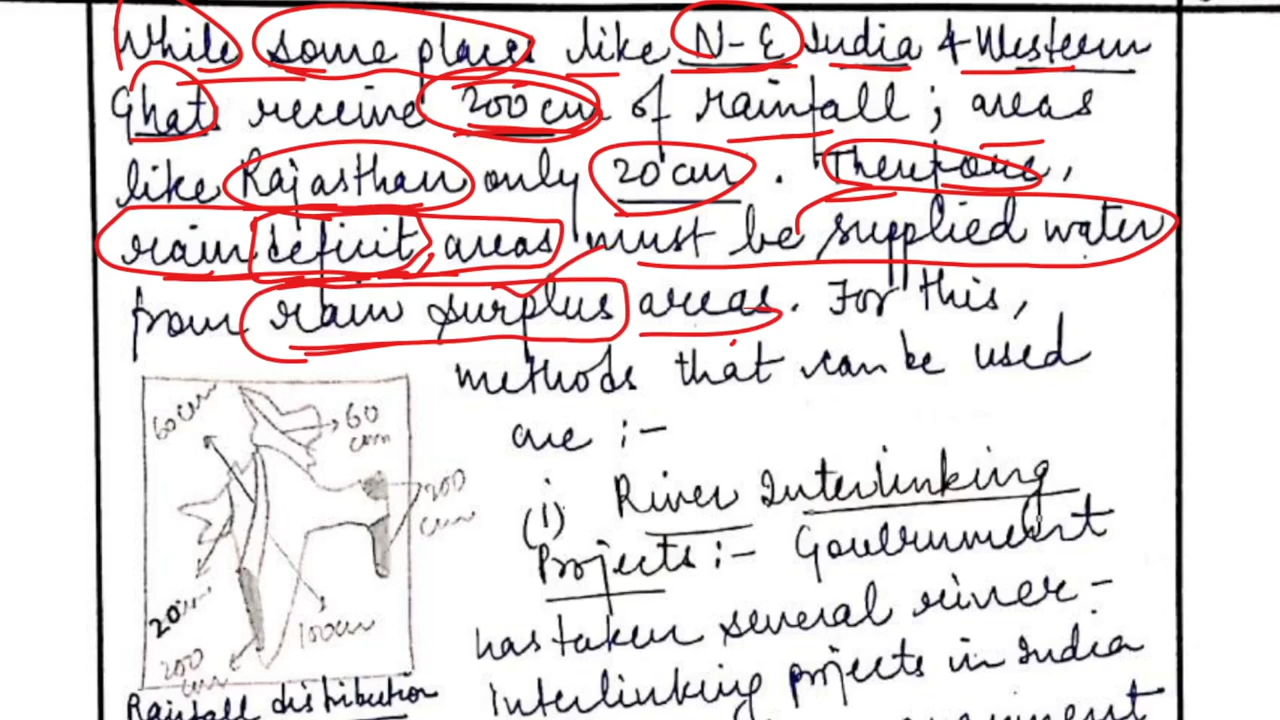 While some places like N-E India & Western
Ghat receive 200 cm of rainfall ; areas
like Rajasthan only 20 cm . Therefore,
rain deficit, areas must be supplied water
from rain surplus areas. For this,
methods that can be used
are :-
(i) River Interlinking
Projects :- Government
has taken several river-
Interlinking projects in India
60 cm
60 cm
200 cm
20 cm
100 cm
200 cm
Rainfall distribution